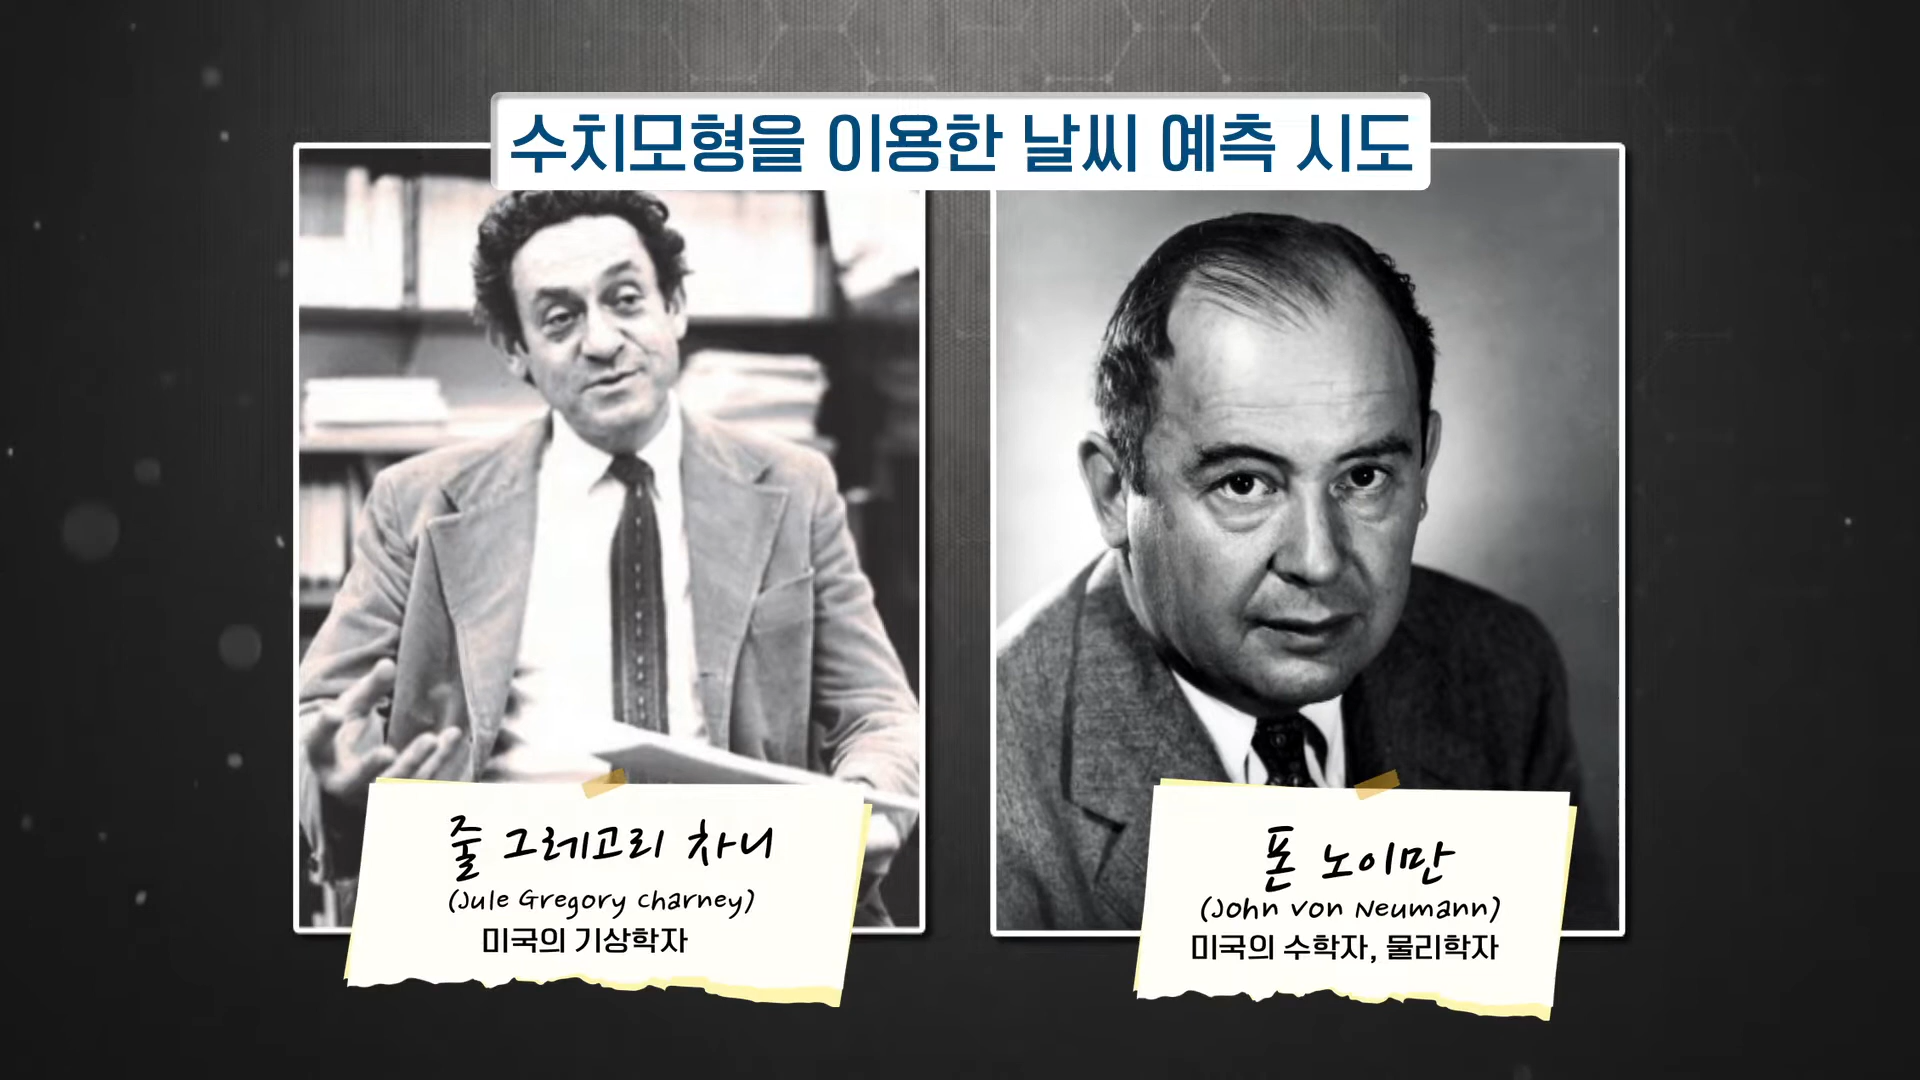 수치모형을 이용한 날씨 예측 시도
줄 그레고리 차니
(Jule Gregory Charney)
미국의 기상학자
폰 노이만
(John von Neumann)
미국의 수학자, 물리학자